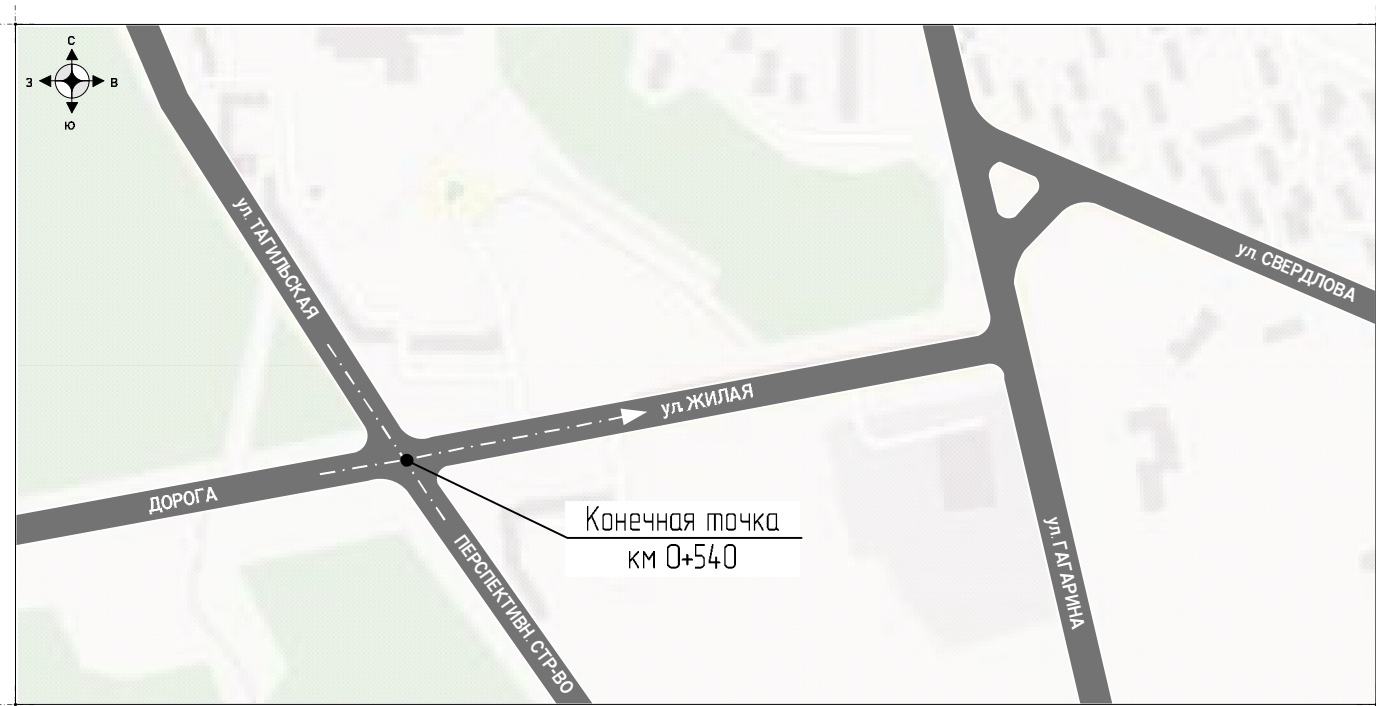 С
З
В
Ю
ул. ТАГИЛЬСКАЯ
ул. СВЕРДЛОВА
ул. ЖИЛАЯ
ДОРОГА
Конечная точка
км 0+540
ПЕРСПЕКТИВН. СТР-ВО
ул. ГАГАРИНА